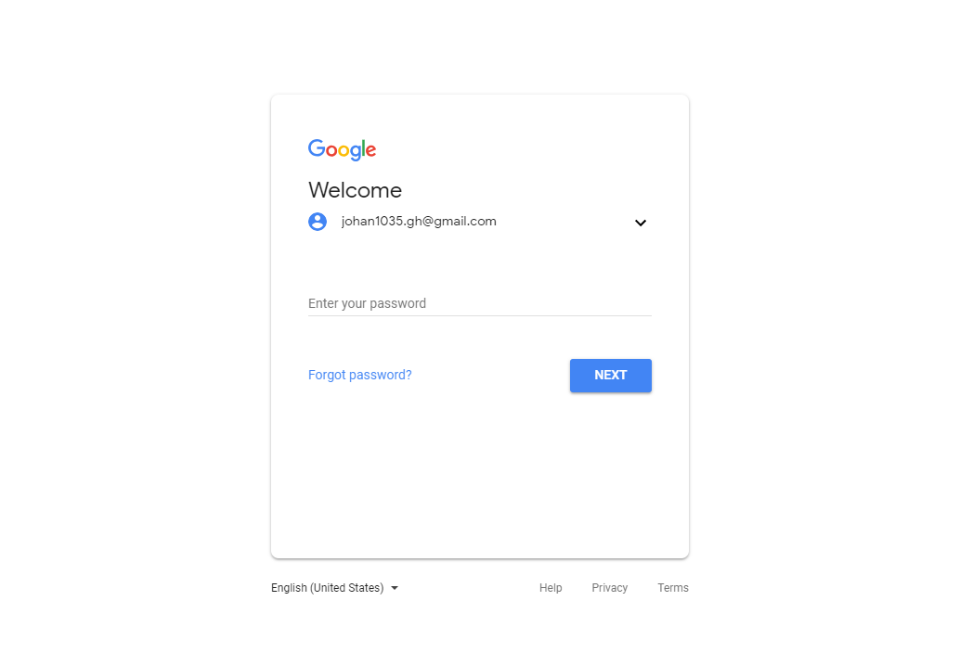 Google
Welcome
johan1035.gh@gmail.com
Enter your password
Forgot password? NEXT
English (United States) Help Privacy Terms